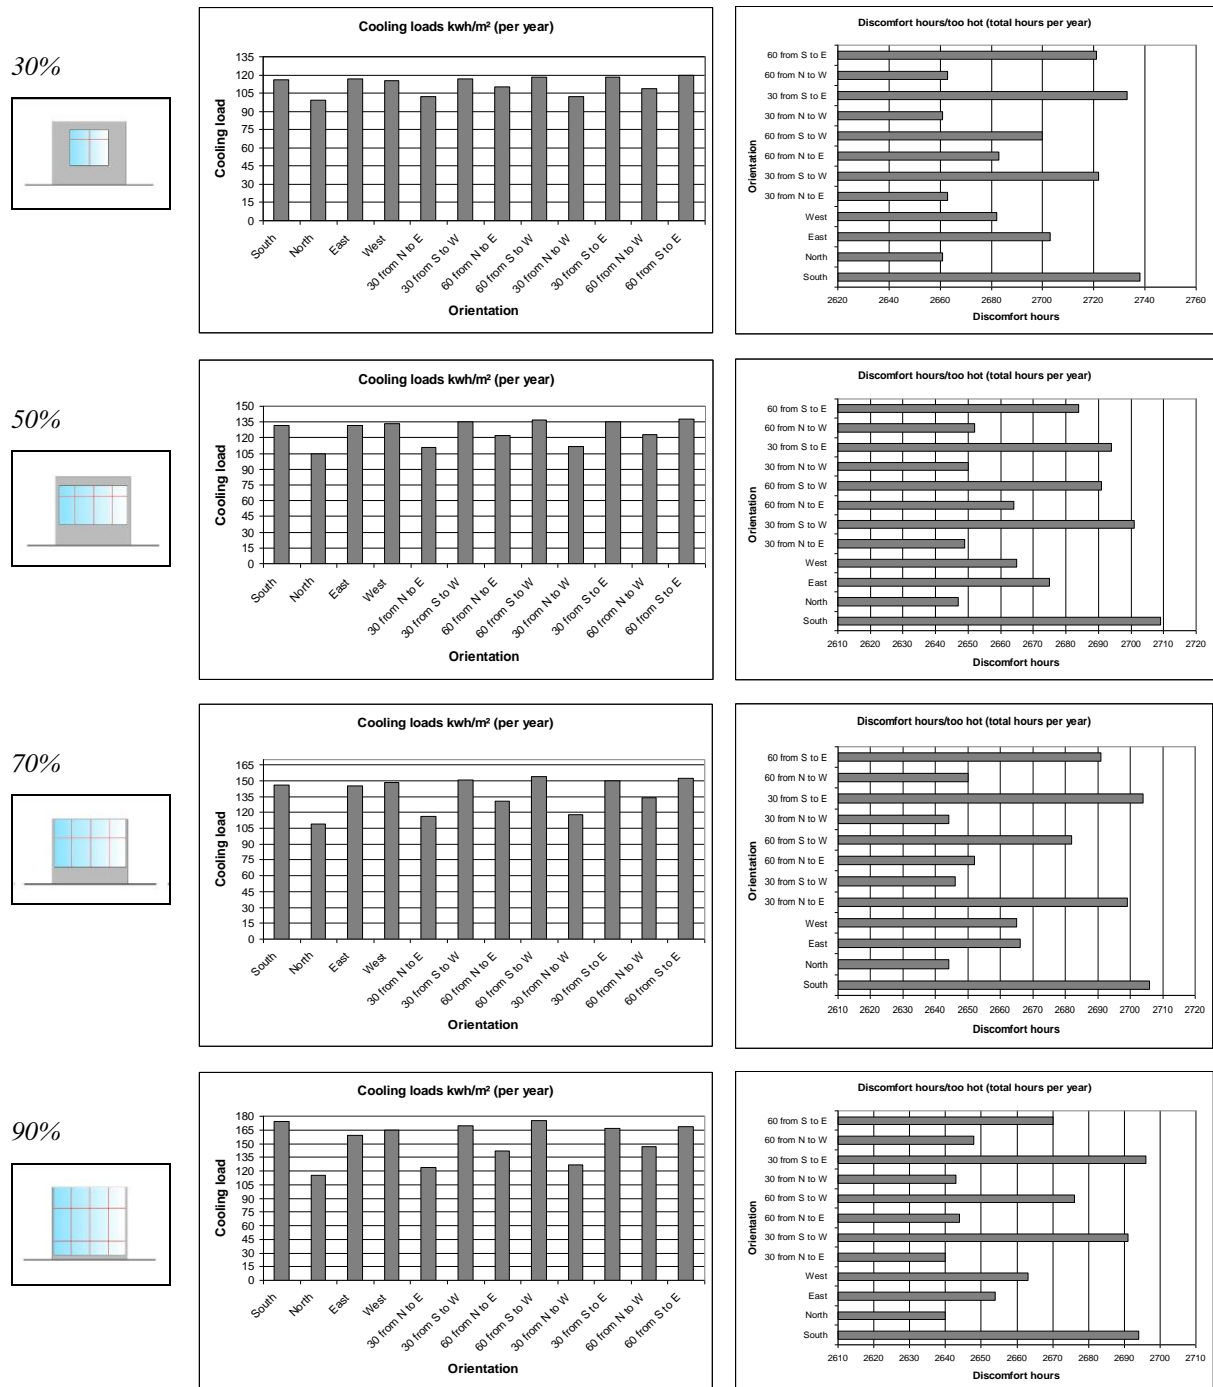 30%
Cooling loads kwh/m² (per year)
Cooling load
135
120
105
90
75
60
45
30
15
0
South
North
East
West
30 from N to E
30 from S to W
60 from N to E
60 from S to W
30 from N to W
30 from S to E
60 from N to W
60 from S to E
Orientation
Discomfort hours/too hot (total hours per year)
Orientation
60 from S to E
60 from N to W
30 from S to E
30 from N to W
60 from S to W
60 from N to E
30 from S to W
30 from N to E
West
East
North
South
2620 2640 2660 2680 2700 2720 2740 2760
Discomfort hours
50%
Cooling loads kwh/m² (per year)
Cooling load
150
135
120
105
90
75
60
45
30
15
0
South
North
East
West
30 from N to E
30 from S to W
60 from N to E
60 from S to W
30 from N to W
30 from S to E
60 from N to W
60 from S to E
Orientation
Discomfort hours/too hot (total hours per year)
Orientation
60 from S to E
60 from N to W
30 from S to E
30 from N to W
60 from S to W
60 from N to E
30 from S to W
30 from N to E
West
East
North
South
2610 2620 2630 2640 2650 2660 2670 2680 2690 2700 2710 2720
Discomfort hours
70%
Cooling loads kwh/m² (per year)
Cooling load
165
150
135
120
105
90
75
60
45
30
15
0
South
North
East
West
30 from N to E
30 from S to W
60 from N to E
60 from S to W
30 from N to W
30 from S to E
60 from N to W
60 from S to E
Orientation
Discomfort hours/too hot (total hours per year)
Orientation
60 from S to E
60 from N to W
30 from S to E
30 from N to W
60 from S to W
60 from N to E
30 from S to W
30 from N to E
West
East
North
South
2610 2620 2630 2640 2650 2660 2670 2680 2690 2700 2710 2720
Discomfort hours
90%
Cooling loads kwh/m² (per year)
Cooling load
180
165
150
135
120
105
90
75
60
45
30
15
0
South
North
East
West
30 from N to E
30 from S to W
60 from N to E
60 from S to W
30 from N to W
30 from S to E
60 from N to W
60 from S to E
Orientation
Discomfort hours/too hot (total hours per year)
Orientation
60 from S to E
60 from N to W
30 from S to E
30 from N to W
60 from S to W
60 from N to E
30 from S to W
30 from N to E
West
East
North
South
2610 2620 2630 2640 2650 2660 2670 2680 2690 2700 2710
Discomfort hours